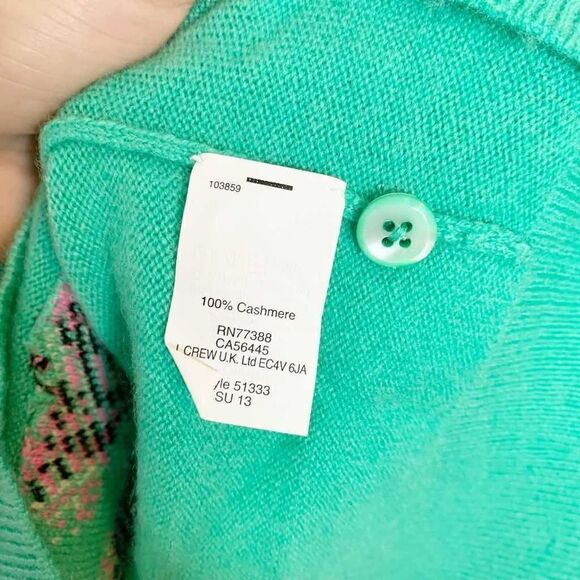 103859
100% Cashmere
RN77388
CA56445
CREW U.K. Ltd EC4V 6JA
/le 51333
SU 13